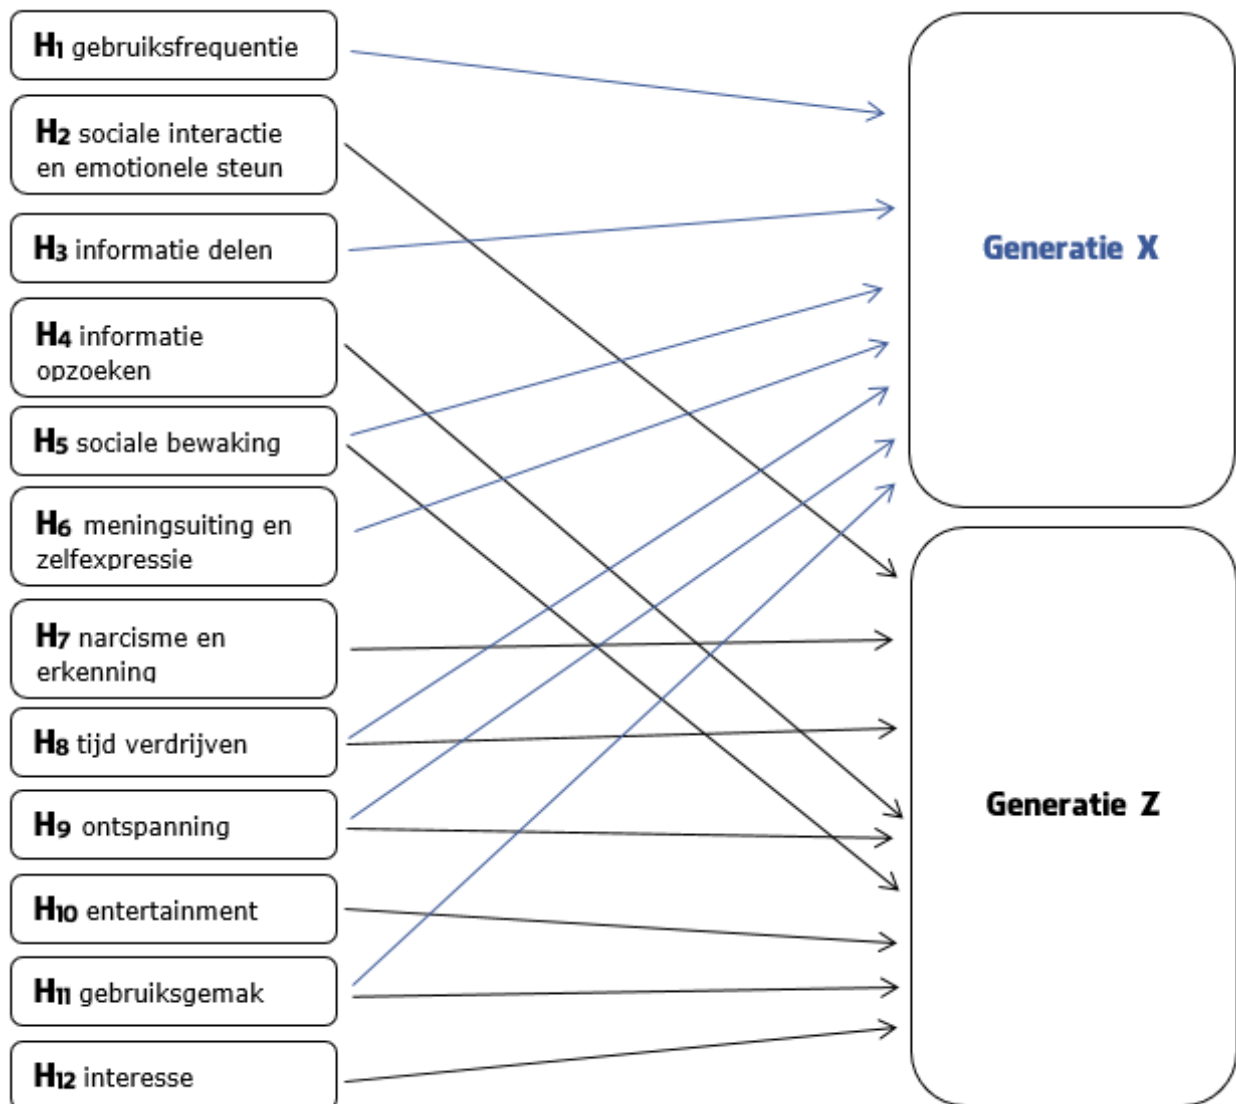 H1 gebruiksfrequentie
H2 sociale interactie
en emotionele steun
H3 informatie delen
H4 informatie
opzoeken
H5 sociale bewaking
H6 meningsuiting en
zelfexpressie
H7 narcisme en
erkenning
H8 tijd verdrijven
H9 ontspanning
H10 entertainment
H11 gebruiksgemak
H12 interesse
Generatie X
Generatie Z